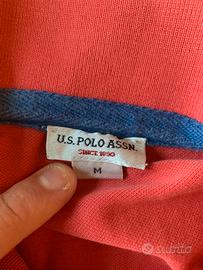 U.S. POLO ASSN.
SINCE 1890
M
subito